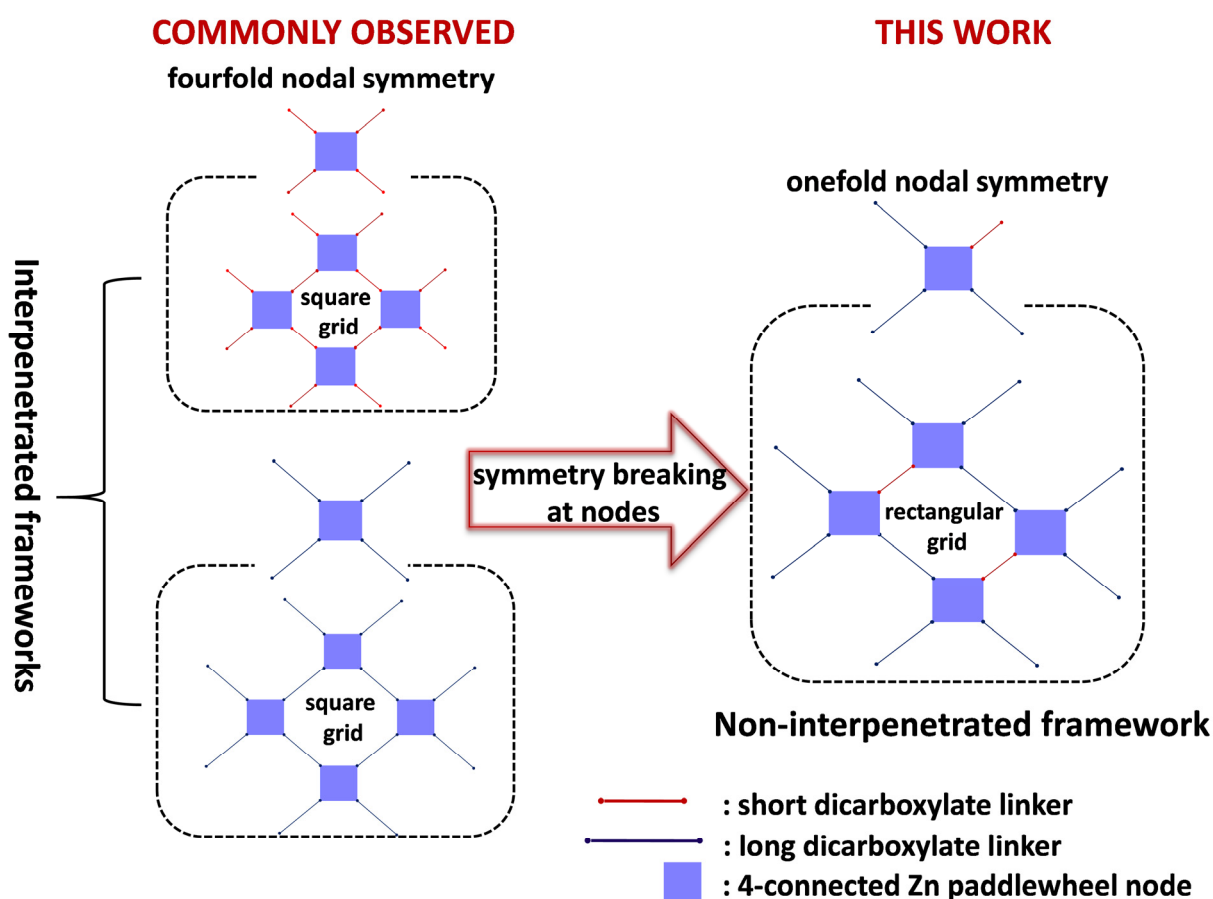 COMMONLY OBSERVED
fourfold nodal symmetry
square
grid
square
grid
Interpenetrated frameworks
symmetry breaking
at nodes
THIS WORK
onefold nodal symmetry
rectangular
grid
Non-interpenetrated framework
: short dicarboxylate linker
: long dicarboxylate linker
: 4-connected Zn paddlewheel node